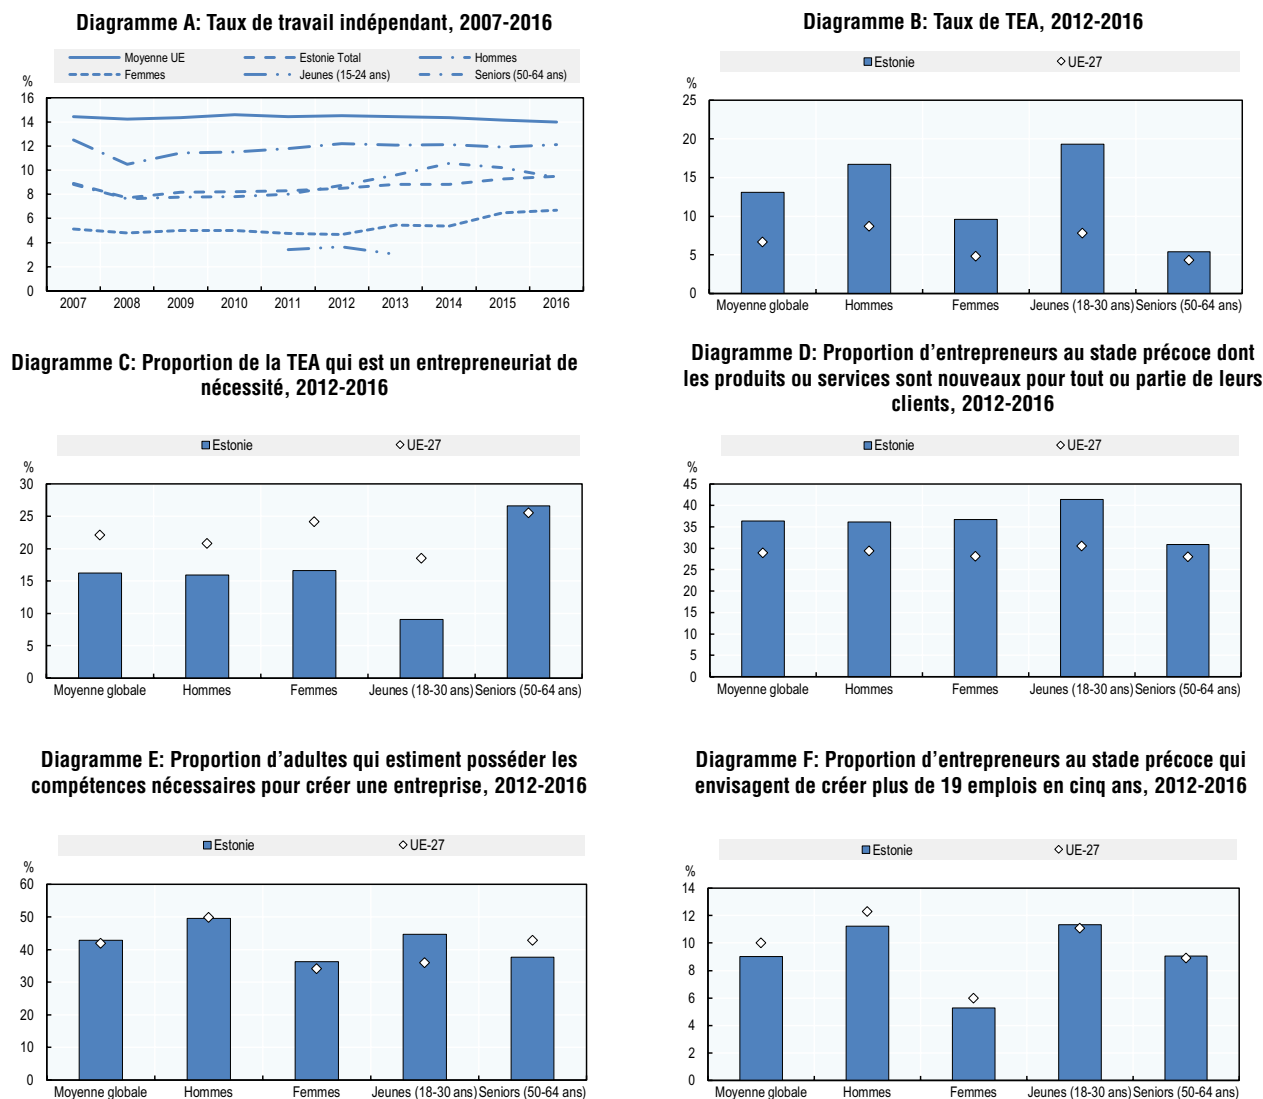 Diagramme A: Taux de travail indépendant, 2007-2016
Moyenne UE
Estonie Total
Hommes
Femmes
Jeunes (15-24 ans)
Seniors (50-64 ans)
%
16
14
12
10
8
6
4
2
0
2007 2008 2009 2010 2011 2012 2013 2014 2015 2016
Diagramme B: Taux de TEA, 2012-2016
Estonie
UE-27
%
25
20
15
10
5
0
Moyenne globale Hommes Femmes Jeunes (18-30 ans) Seniors (50-64 ans)
Diagramme C: Proportion de la TEA qui est un entrepreneuriat de
nécessité, 2012-2016
Estonie
UE-27
%
30
25
20
15
10
5
0
Moyenne globale Hommes Femmes Jeunes (18-30 ans) Seniors (50-64 ans)
Diagramme D: Proportion d’entrepreneurs au stade précoce dont
les produits ou services sont nouveaux pour tout ou partie de leurs
clients, 2012-2016
Estonie
UE-27
%
45
40
35
30
25
20
15
10
5
0
Moyenne globale Hommes Femmes Jeunes (18-30 ans) Seniors (50-64 ans)
Diagramme E: Proportion d’adultes qui estiment posséder les
compétences nécessaires pour créer une entreprise, 2012-2016
Estonie
UE-27
%
60
50
40
30
20
10
0
Moyenne globale Hommes Femmes Jeunes (18-30 ans) Seniors (50-64 ans)
Diagramme F: Proportion d’entrepreneurs au stade précoce qui
envisagent de créer plus de 19 emplois en cinq ans, 2012-2016
Estonie
UE-27
%
14
12
10
8
6
4
2
0
Moyenne globale Hommes Femmes Jeunes (18-30 ans) Seniors (50-64 ans)